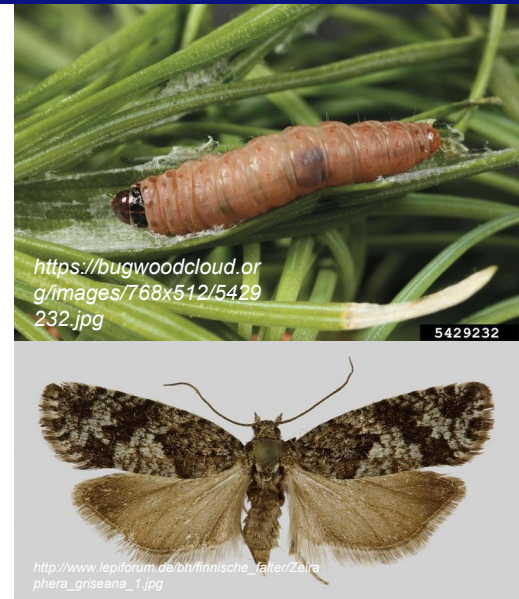 https://bugwoodcloud.or
g/images/768x512/5429
232.jpg
5429232
http://www.lepiforum.de/bh/finnische_falter/Zeira
phera_griseana_1.jpg